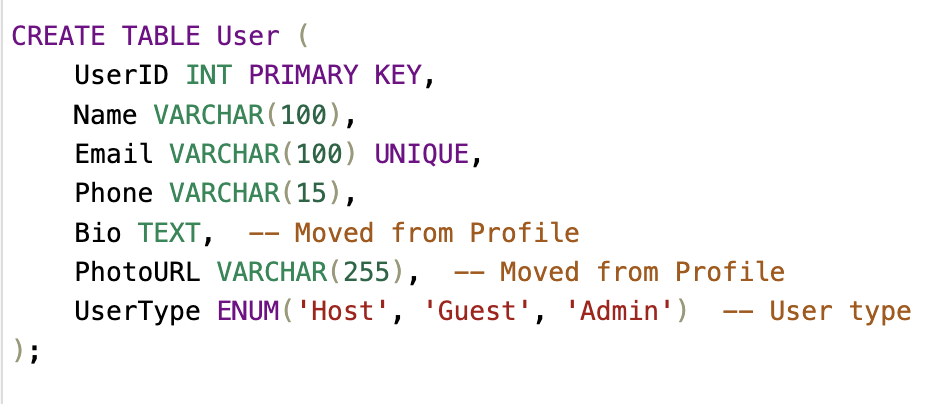 CREATE TABLE User (
    UserID INT PRIMARY KEY,
    Name VARCHAR(100),
    Email VARCHAR(100) UNIQUE,
    Phone VARCHAR(15),
    Bio TEXT,  -- Moved from Profile
    PhotoURL VARCHAR(255),  -- Moved from Profile
    UserType ENUM('Host', 'Guest', 'Admin')  -- User type
);